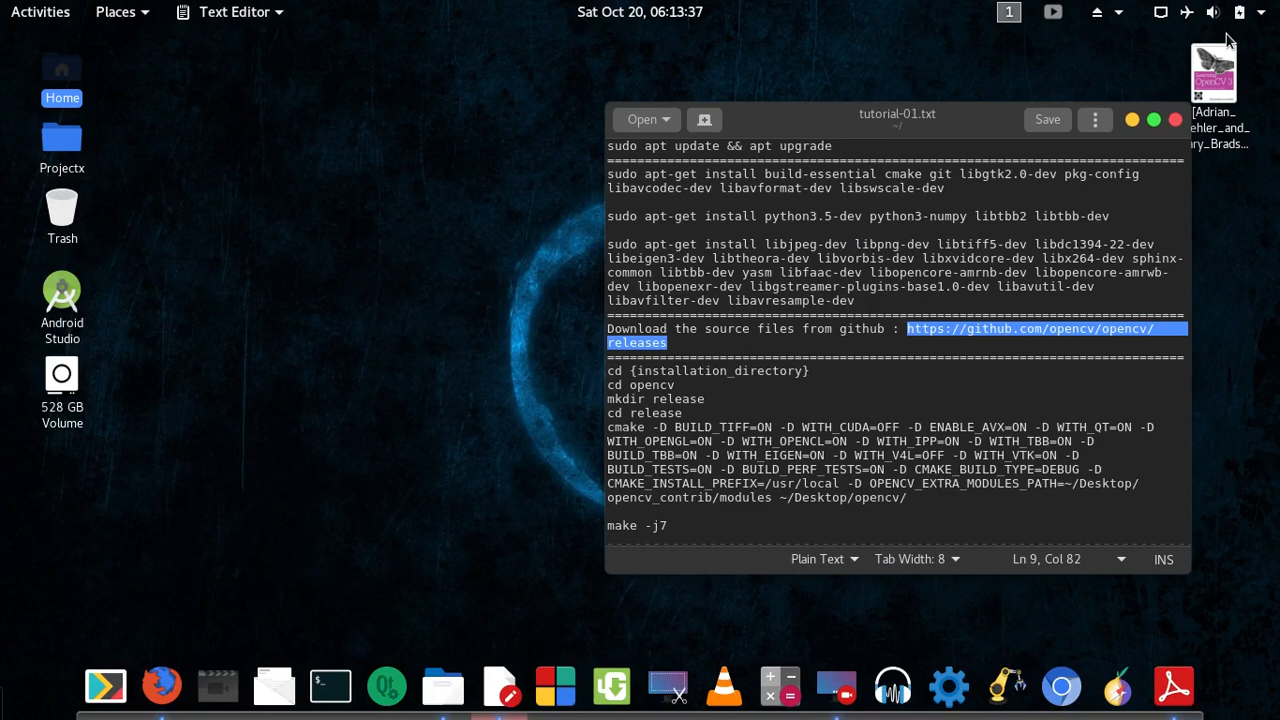 Activities Places Text Editor Sat Oct 20, 06:13:37 1
Home
Projectx
Trash
Android
Studio
528 GB
Volume
Learning
OpenCV 3
[Adrian_
ehler_and_
ry_Brads...
Open tutorial-01.txt Save
~/
sudo apt update && apt upgrade
=============================================================================
sudo apt-get install build-essential cmake git libgtk2.0-dev pkg-config
libavcodec-dev libavformat-dev libswscale-dev
sudo apt-get install python3.5-dev python3-numpy libtbb2 libtbb-dev
sudo apt-get install libjpeg-dev libpng-dev libtiff5-dev libdc1394-22-dev
libeigen3-dev libtheora-dev libvorbis-dev libxvidcore-dev libx264-dev sphinx-
common libtbb-dev yasm libfaac-dev libopencore-amrnb-dev libopencore-amrwb-
dev libopenexr-dev libgstreamer-plugins-base1.0-dev libavutil-dev
libavfilter-dev libavresample-dev
=============================================================================
Download the source files from github : https://github.com/opencv/opencv/
releases
=============================================================================
cd {installation_directory}
cd opencv
mkdir release
cd release
cmake -D BUILD_TIFF=ON -D WITH_CUDA=OFF -D ENABLE_AVX=ON -D WITH_QT=ON -D
WITH_OPENGL=ON -D WITH_OPENCL=ON -D WITH_IPP=ON -D WITH_TBB=ON -D
BUILD_TBB=ON -D WITH_EIGEN=ON -D WITH_V4L=OFF -D WITH_VTK=ON -D
BUILD_TESTS=ON -D BUILD_PERF_TESTS=ON -D CMAKE_BUILD_TYPE=DEBUG -D
CMAKE_INSTALL_PREFIX=/usr/local -D OPENCV_EXTRA_MODULES_PATH=~/Desktop/
opencv_contrib/modules ~/Desktop/opencv/
make -j7
Plain Text Tab Width: 8 Ln 9, Col 82 INS